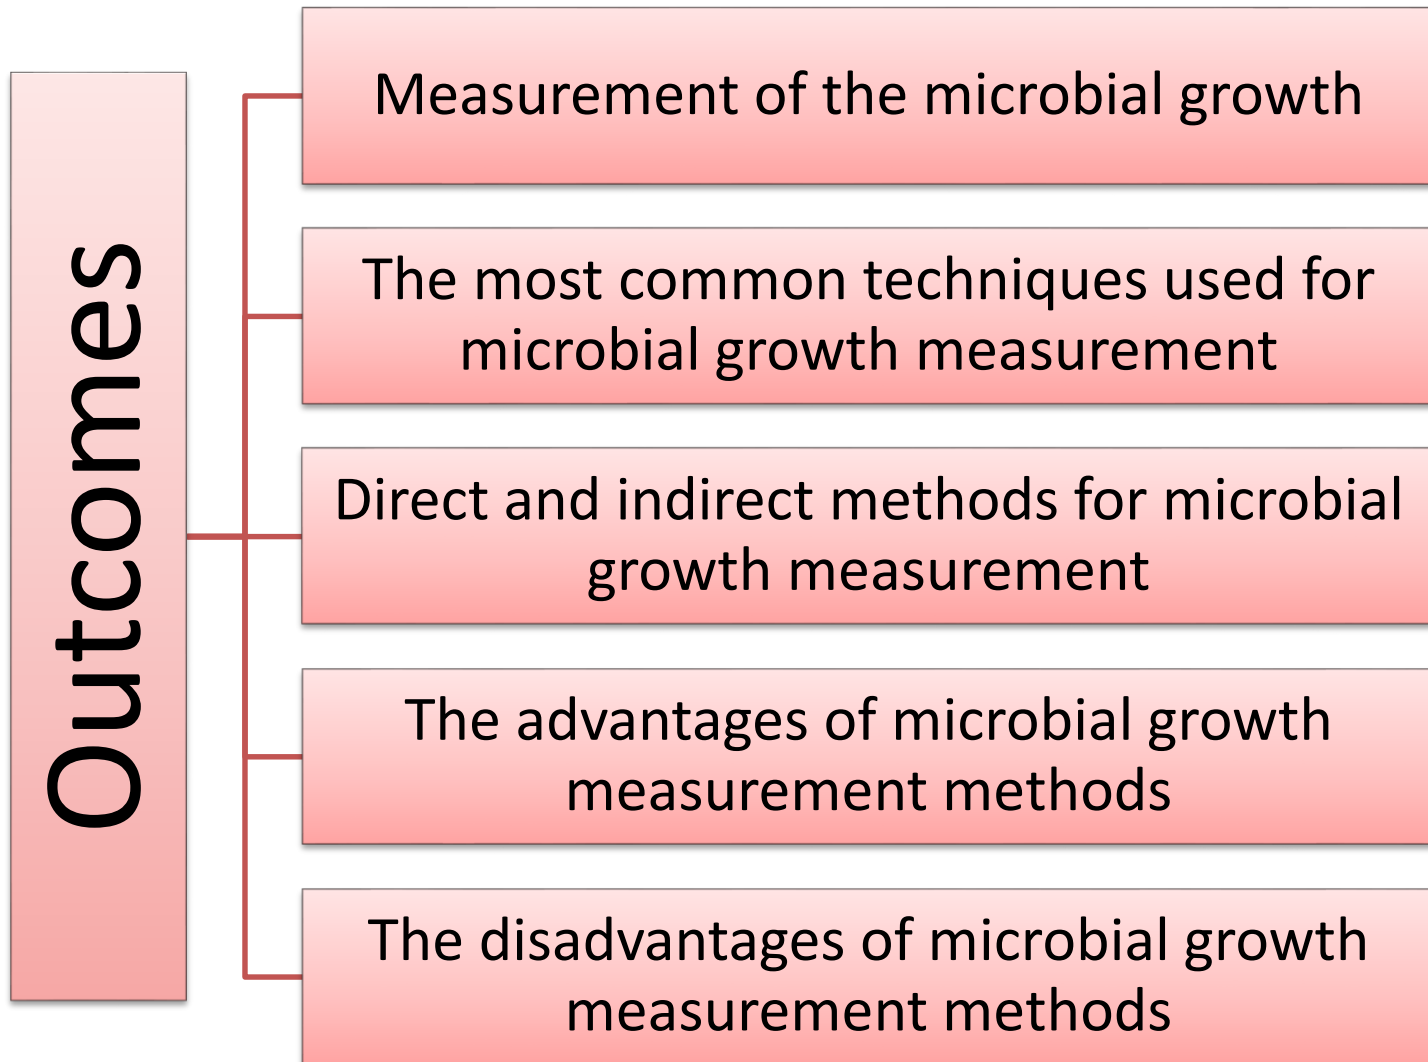 Outcomes
Measurement of the microbial growth
The most common techniques used for
microbial growth measurement
Direct and indirect methods for microbial
growth measurement
The advantages of microbial growth
measurement methods
The disadvantages of microbial growth
measurement methods